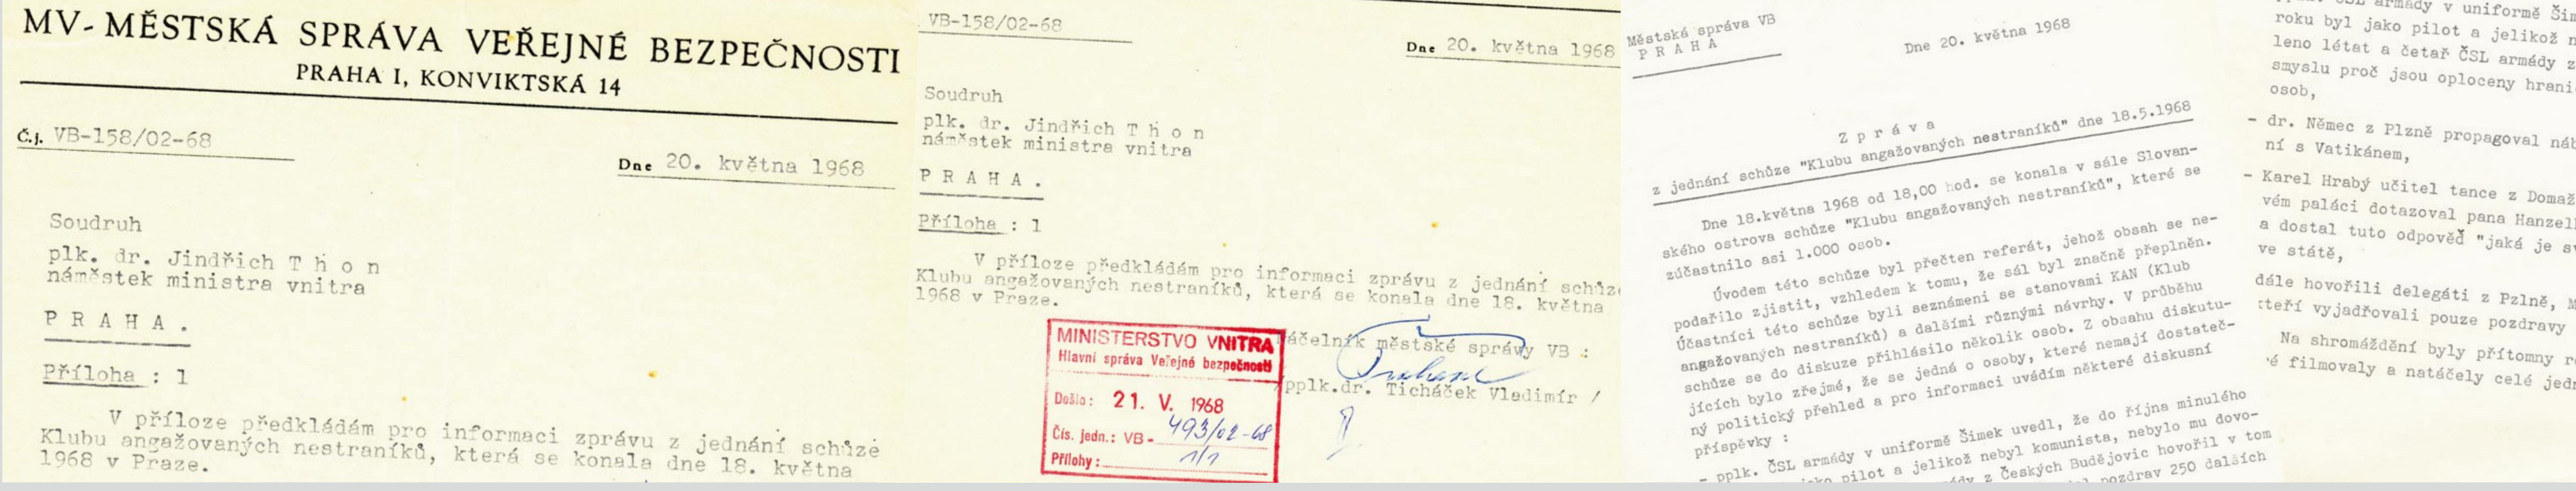 MV-MĚSTSKÁ SPRÁVA VEŘEJNÉ BEZPEČNOSTI
PRAHA I, KONVIKTSKÁ 14
Č.j. VB-158/02-68
Dne 20. května 1968
Soudruh
plk. dr. Jindřich T h o n
náměstek ministra vnitra
P R A H A .
Příloha : 1
V příloze předkládám pro informaci zprávu z jednání schůze
Klubu angažovaných nestraníků, která se konala dne 18. května
1968 v Praze.
VB-158/02-68
Dne 20. května 1968
Soudruh
plk. dr. Jindřich T h o n
náměstek ministra vnitra
P R A H A .
Příloha : 1
V příloze předkládám pro informaci zprávu z jednání schůze
Klubu angažovaných nestraníků, která se konala dne 18. května
1968 v Praze.
áčelník městské správy VB :
pplk.dr. Ticháček Vladimír /
MINISTERSTVO VNITRA
Hlavní správa Veřejné bezpečnosti
Došlo: 21. V. 1968
Čís. jedn.: VB - 493/02-68
Přílohy: 1/1
Městská správa VB
P R A H A
Dne 20. května 1968
Z p r á v a
z jednání schůze "Klubu angažovaných nestraníků" dne 18.5.1968
Dne 18.května 1968 od 18,00 hod. se konala v sále Slovan-
ského ostrova schůze "Klubu angažovaných nestraníků", které se
zúčastnilo asi 1.000 osob.
Úvodem této schůze byl přečten referát, jehož obsah se ne-
podařilo zjistit, vzhledem k tomu, že sál byl značně přeplněn.
Účastníci této schůze byli seznámeni se stanovami KAN (Klub
angažovaných nestraníků) a dalšími různými návrhy. V průběhu
schůze se do diskuze přihlásilo několik osob. Z obsahu diskutu-
jících bylo zřejmé, že se jedná o osoby, které nemají dostateč-
ný politický přehled a pro informaci uvádím některé diskusní
příspěvky :
- pplk. ČSL armády v uniformě Šimek uvedl, že do října minulého
jako pilot a jelikož nebyl komunista, nebylo mu dovo-
z Českých Budějovic hovořil v tom
pozdrav 250 dalších
ČSL armády v uniformě Šim
roku byl jako pilot a jelikož n
leno létat a četař ČSL armády z
smyslu proč jsou oploceny hrani
osob,
- dr. Němec z Plzně propagoval náb
ní s Vatikánem,
- Karel Hrabý učitel tance z Domaž
vém paláci dotazoval pana Hanzel
a dostal tuto odpověď "jaká je s
ve státě,
dále hovořili delegáti z Pzlně, M
kteří vyjadřovali pouze pozdravy
Na shromáždění byly přítomny r
é filmovaly a natáčely celé jedn